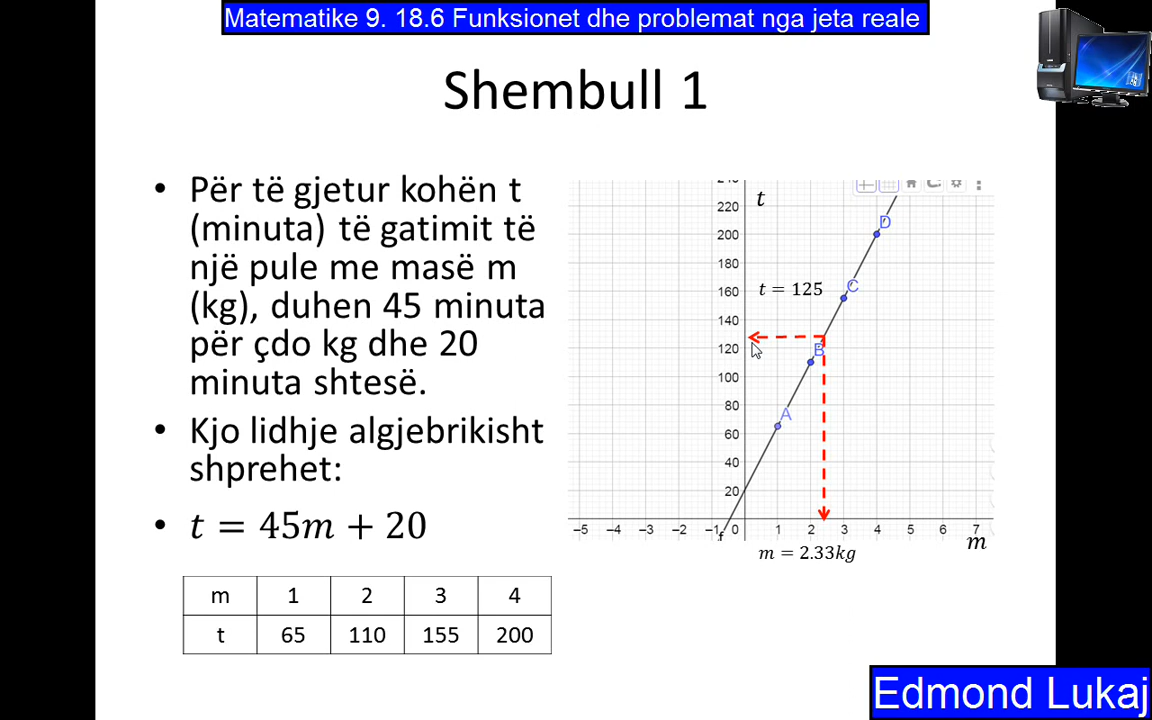 Matematike 9. 18.6 Funksionet dhe problemat nga jeta reale
Shembull 1
• Për të gjetur kohën t
(minuta) të gatimit të
një pule me masë m
(kg), duhen 45 minuta
për çdo kg dhe 20
minuta shtesë.
• Kjo lidhje algjebrikisht
shprehet:
• t = 45m + 20
m 1 2 3 4
t 65 110 155 200
240
220
200
180
160
140
120
100
80
60
40
20
t
D
C
t = 125
B
A
f
−5 −4 −3 −2 −1 0 1 2 3 4 5 6 7
m
m = 2.33kg
Edmond Lukaj